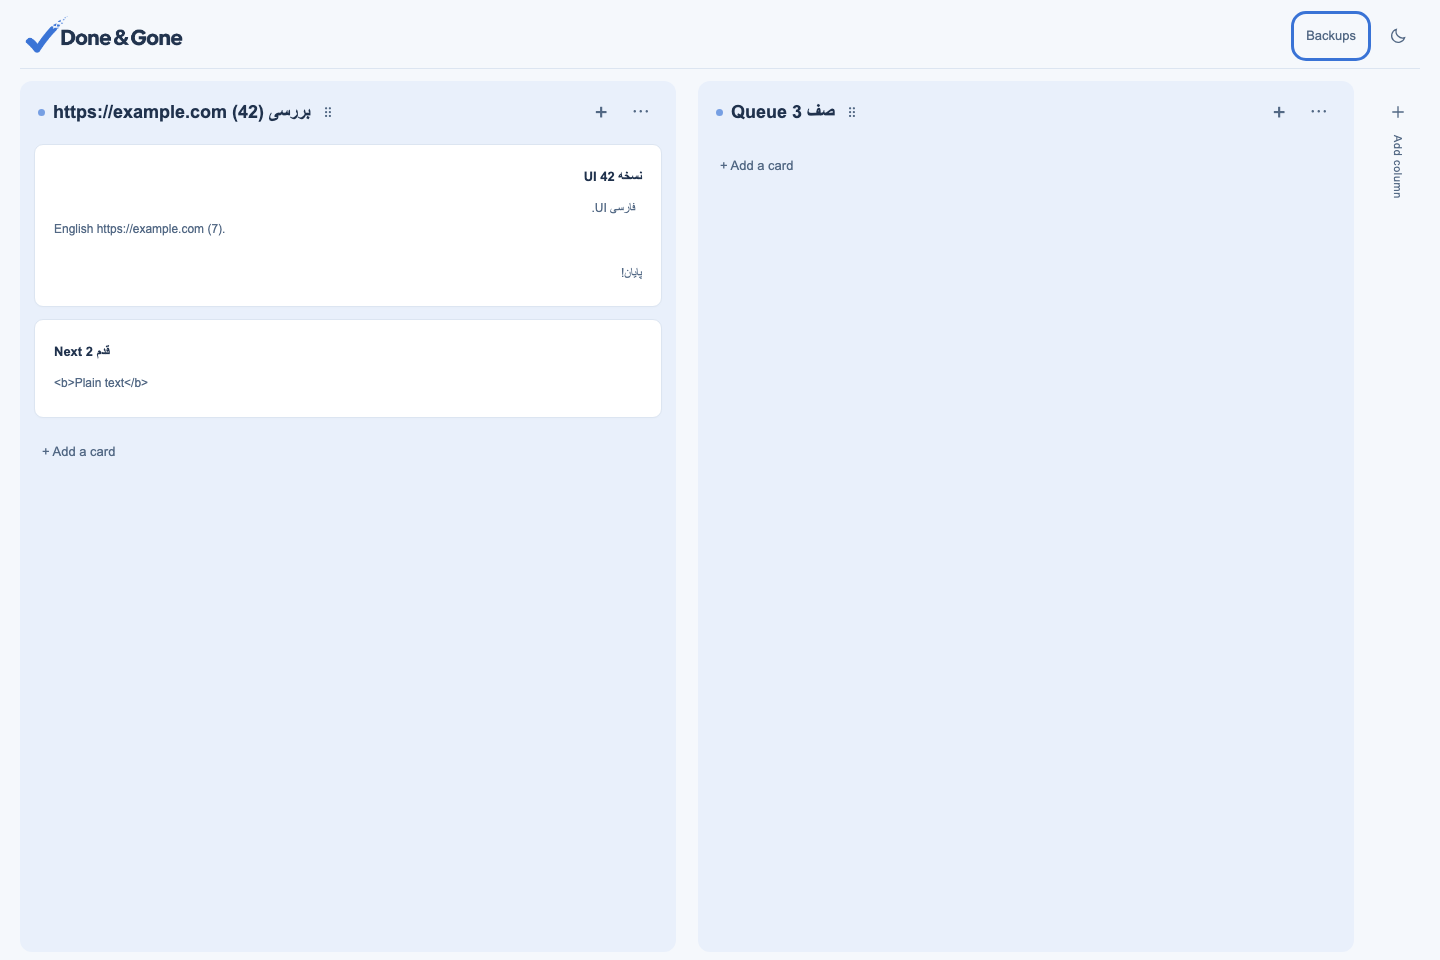 Done & Gone
Backups
https://example.com (42) بررسی
نسخه UI 42
فارسی UI.
English https://example.com (7).
پایان!
Next 2 قدم
<b>Plain text</b>
+ Add a card
Queue 3 صف
+ Add a card
Add column